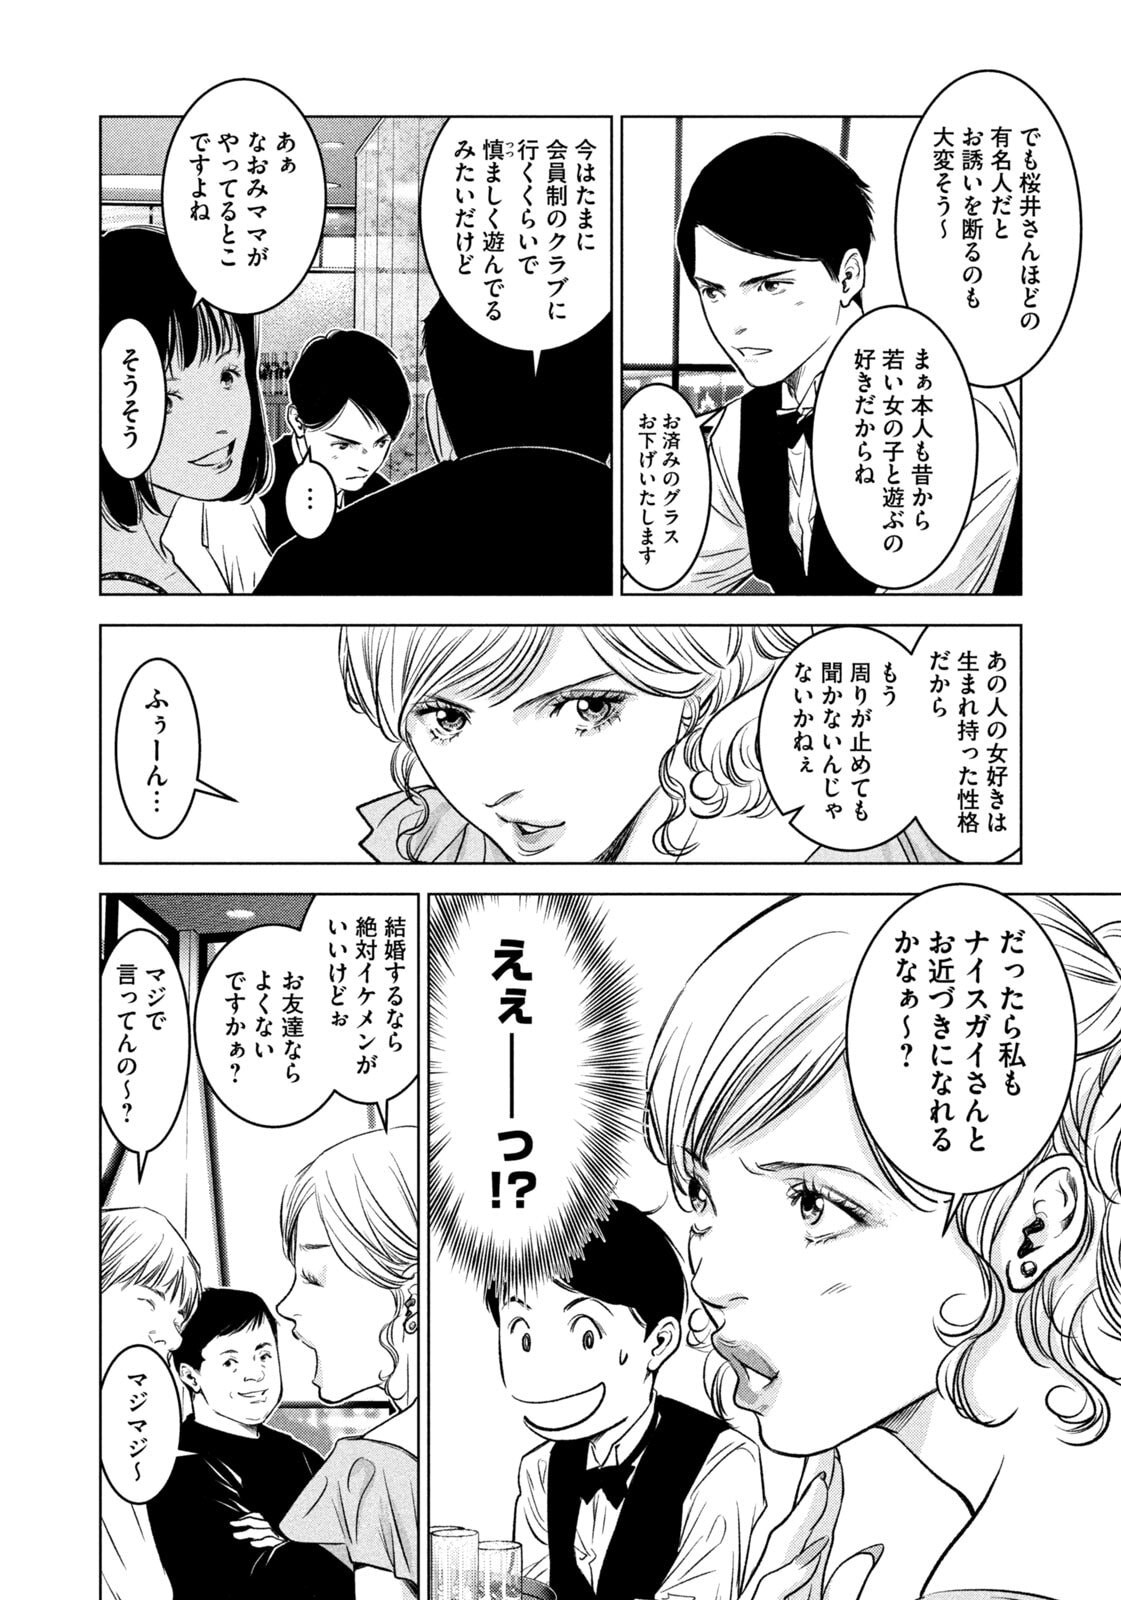 でも桜井さんほどの
有名人だと
お誘いを断るのも
大変そう〜
まぁ本人も昔から
若い女の子と遊ぶの
好きだからね
お済みのグラス
お下げいたします
今はたまに
会員制のクラブに
行くくらいで
慎ましく遊んでる
みたいだけど
あぁ
なおみママが
やってるとこ
ですよね
…
そうそう
あの人の女好きは
生まれ持った性格
だから
もう
周りが止めても
聞かないんじゃ
ないかねぇ
ふぅーん…
だったら私も
ナイスガイさんと
お近づきになれる
かなぁ〜？
ええーーっ!?
結婚するなら
絶対イケメンが
いいけどぉ
お友達なら
よくない
ですかぁ？
マジで
言ってんの〜？
マジマジ〜